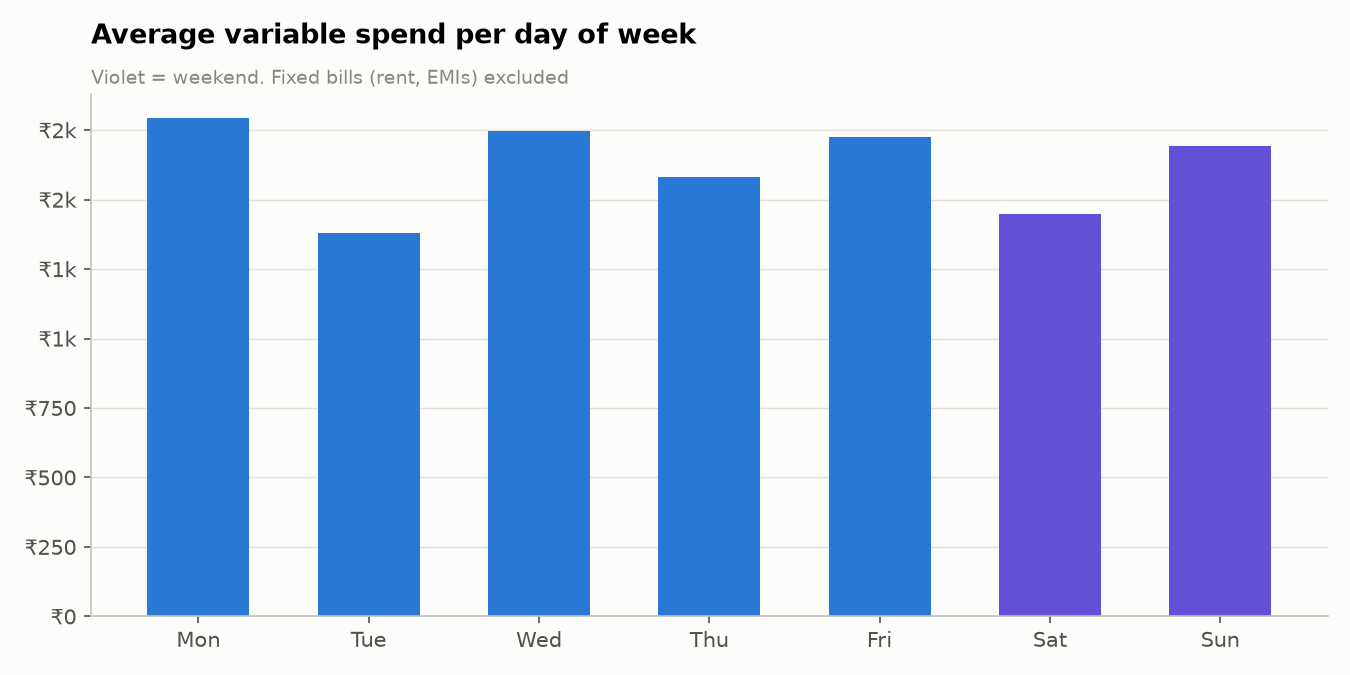 Average variable spend per day of week
Violet = weekend. Fixed bills (rent, EMIs) excluded
₹2k
₹2k
₹1k
₹1k
₹750
₹500
₹250
₹0
Mon Tue Wed Thu Fri Sat Sun